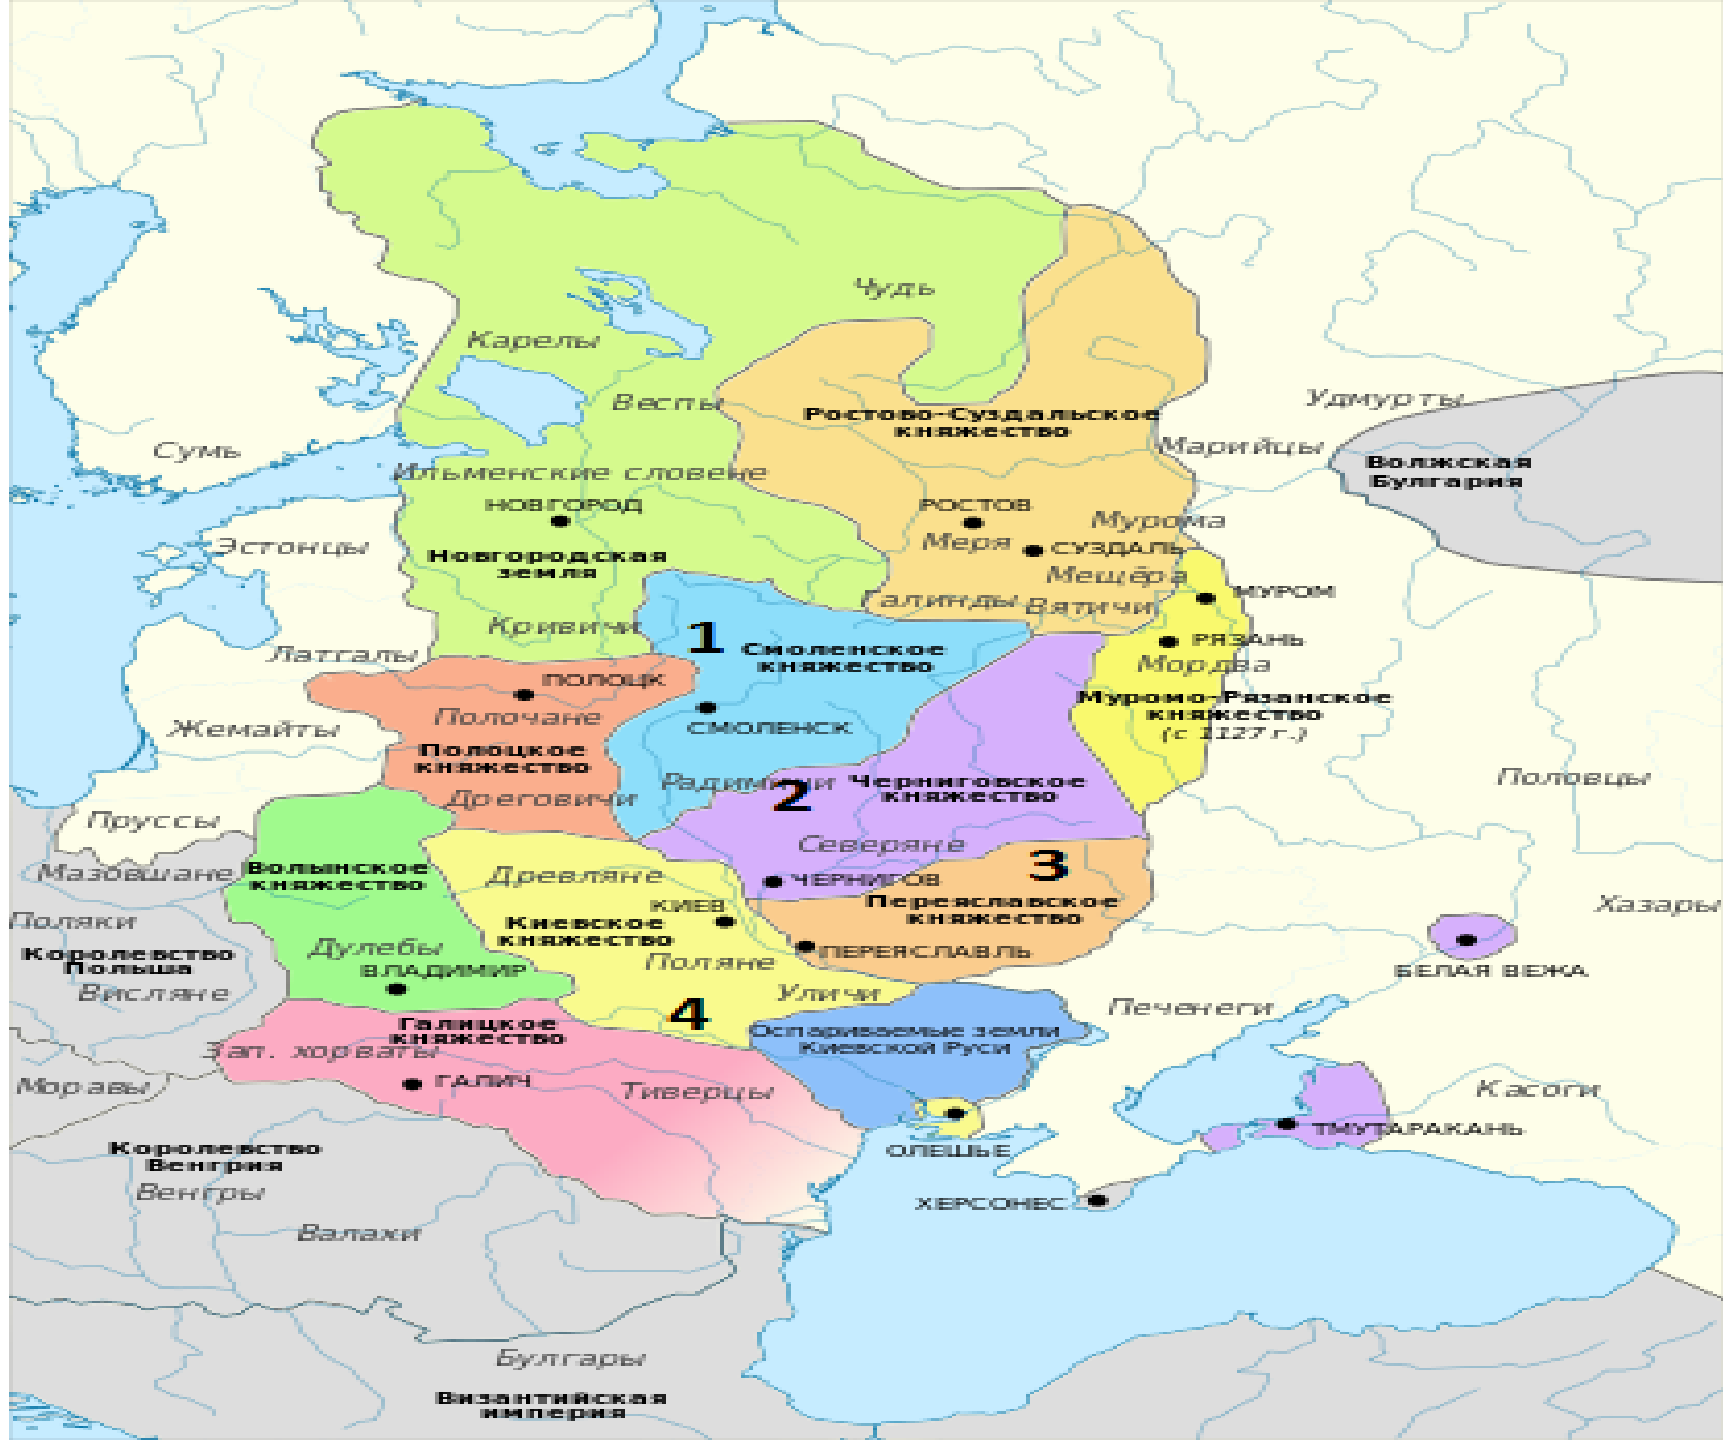 Чудь
Карелы
Весь
Удмурты
Ростово-Суздальское
княжество
Сумь
Марийцы
Волжская
Булгария
Ильменские словене
НОВГОРОД
РОСТОВ
Мурома
Эстонцы
Новгородская
земля
Меря
СУЗДАЛЬ
Мещёра
МУРОМ
Галинды
Вятичи
Кривичи
1
Смоленское
княжество
РЯЗАНЬ
Латгалы
Мордва
ПОЛОЦК
Полочане
Муромо-Рязанское
княжество
(с 1127 г.)
Жемайты
СМОЛЕНСК
Полоцкое
княжество
Радимичи
2
Черниговское
княжество
Половцы
Дреговичи
Пруссы
Северяне
3
Мазовшане
Волынское
княжество
Древляне
ЧЕРНИГОВ
Переяславское
княжество
Хазары
Поляки
КИЕВ
Киевское
княжество
Королевство
Польша
Дулебы
ПЕРЕЯСЛАВЛЬ
ВЛАДИМИР
Поляне
БЕЛАЯ ВЕЖА
Висляне
Уличи
Печенеги
4
Галицкое
княжество
Оспариваемые земли
Киевской Руси
Зап. хорваты
Моравы
ГАЛИЧ
Тиверцы
Касоги
ТМУТАРАКАНЬ
Королевство
Венгрия
ОЛЕШЬЕ
Венгры
ХЕРСОНЕС
Валахи
Булгары
Византийская
империя